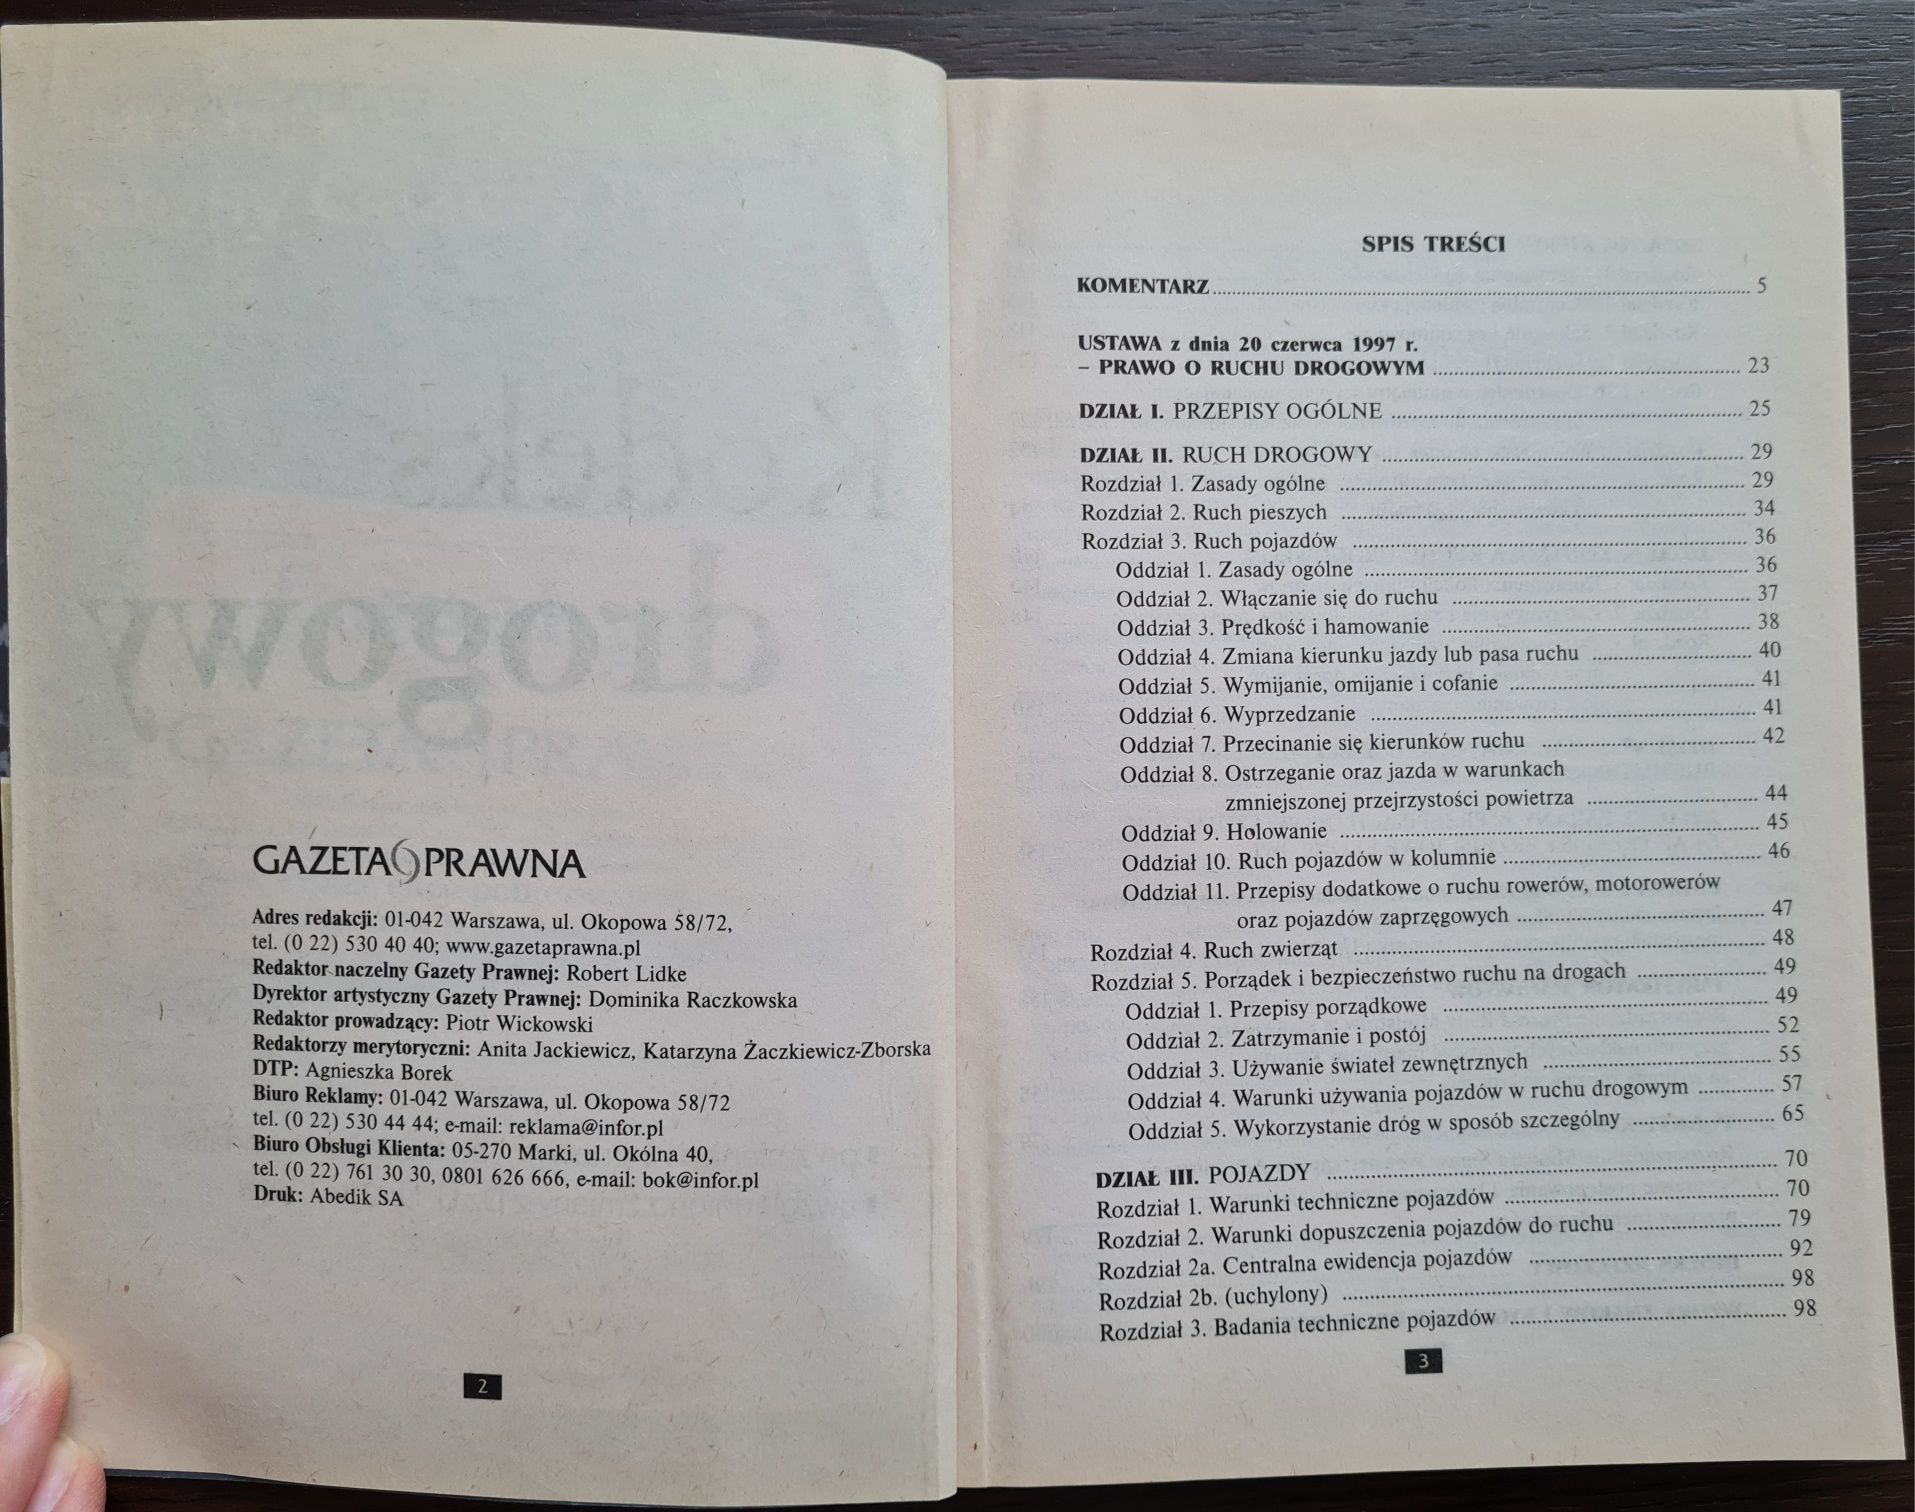 GAZETA PRAWNA
Adres redakcji: 01-042 Warszawa, ul. Okopowa 58/72,
tel. (0 22) 530 40 40; www.gazetaprawna.pl
Redaktor naczelny Gazety Prawnej: Robert Lidke
Dyrektor artystyczny Gazety Prawnej: Dominika Raczkowska
Redaktor prowadzący: Piotr Wickowski
Redaktorzy merytoryczni: Anita Jackiewicz, Katarzyna Żaczkiewicz-Zborska
DTP: Agnieszka Borek
Biuro Reklamy: 01-042 Warszawa, ul. Okopowa 58/72
tel. (0 22) 530 44 44; e-mail: reklama@infor.pl
Biuro Obsługi Klienta: 05-270 Marki, ul. Okólna 40,
tel. (0 22) 761 30 30, 0801 626 666, e-mail: bok@infor.pl
Druk: Abedik SA
2
SPIS TREŚCI
KOMENTARZ ... 5
USTAWA z dnia 20 czerwca 1997 r.
– PRAWO O RUCHU DROGOWYM ... 23
DZIAŁ I. PRZEPISY OGÓLNE ... 25
DZIAŁ II. RUCH DROGOWY ... 29
Rozdział 1. Zasady ogólne ... 29
Rozdział 2. Ruch pieszych ... 34
Rozdział 3. Ruch pojazdów ... 36
Oddział 1. Zasady ogólne ... 36
Oddział 2. Włączanie się do ruchu ... 37
Oddział 3. Prędkość i hamowanie ... 38
Oddział 4. Zmiana kierunku jazdy lub pasa ruchu ... 40
Oddział 5. Wymijanie, omijanie i cofanie ... 41
Oddział 6. Wyprzedzanie ... 41
Oddział 7. Przecinanie się kierunków ruchu ... 42
Oddział 8. Ostrzeganie oraz jazda w warunkach
zmniejszonej przejrzystości powietrza ... 44
Oddział 9. Holowanie ... 45
Oddział 10. Ruch pojazdów w kolumnie ... 46
Oddział 11. Przepisy dodatkowe o ruchu rowerów, motorowerów
oraz pojazdów zaprzęgowych ... 47
Rozdział 4. Ruch zwierząt ... 48
Rozdział 5. Porządek i bezpieczeństwo ruchu na drogach ... 49
Oddział 1. Przepisy porządkowe ... 49
Oddział 2. Zatrzymanie i postój ... 52
Oddział 3. Używanie świateł zewnętrznych ... 55
Oddział 4. Warunki używania pojazdów w ruchu drogowym ... 57
Oddział 5. Wykorzystanie dróg w sposób szczególny ... 65
DZIAŁ III. POJAZDY ... 70
Rozdział 1. Warunki techniczne pojazdów ... 70
Rozdział 2. Warunki dopuszczenia pojazdów do ruchu ... 79
Rozdział 2a. Centralna ewidencja pojazdów ... 92
Rozdział 2b. (uchylony) ... 98
Rozdział 3. Badania techniczne pojazdów ... 98
3